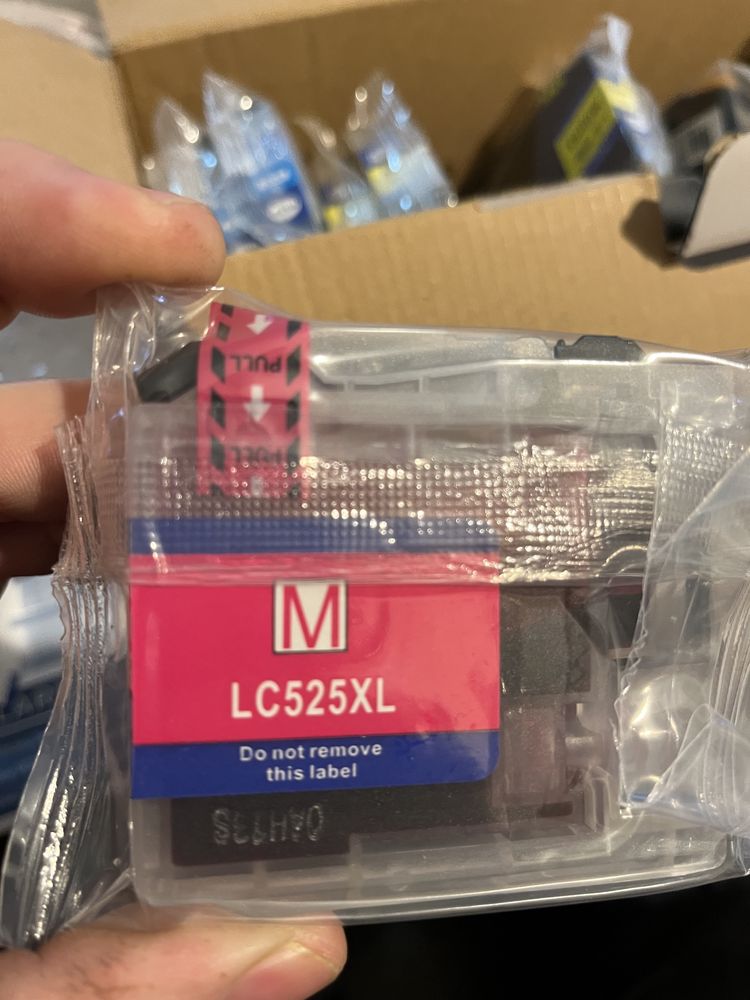 PULL
PULL
M
LC525XL
Do not remove
this label